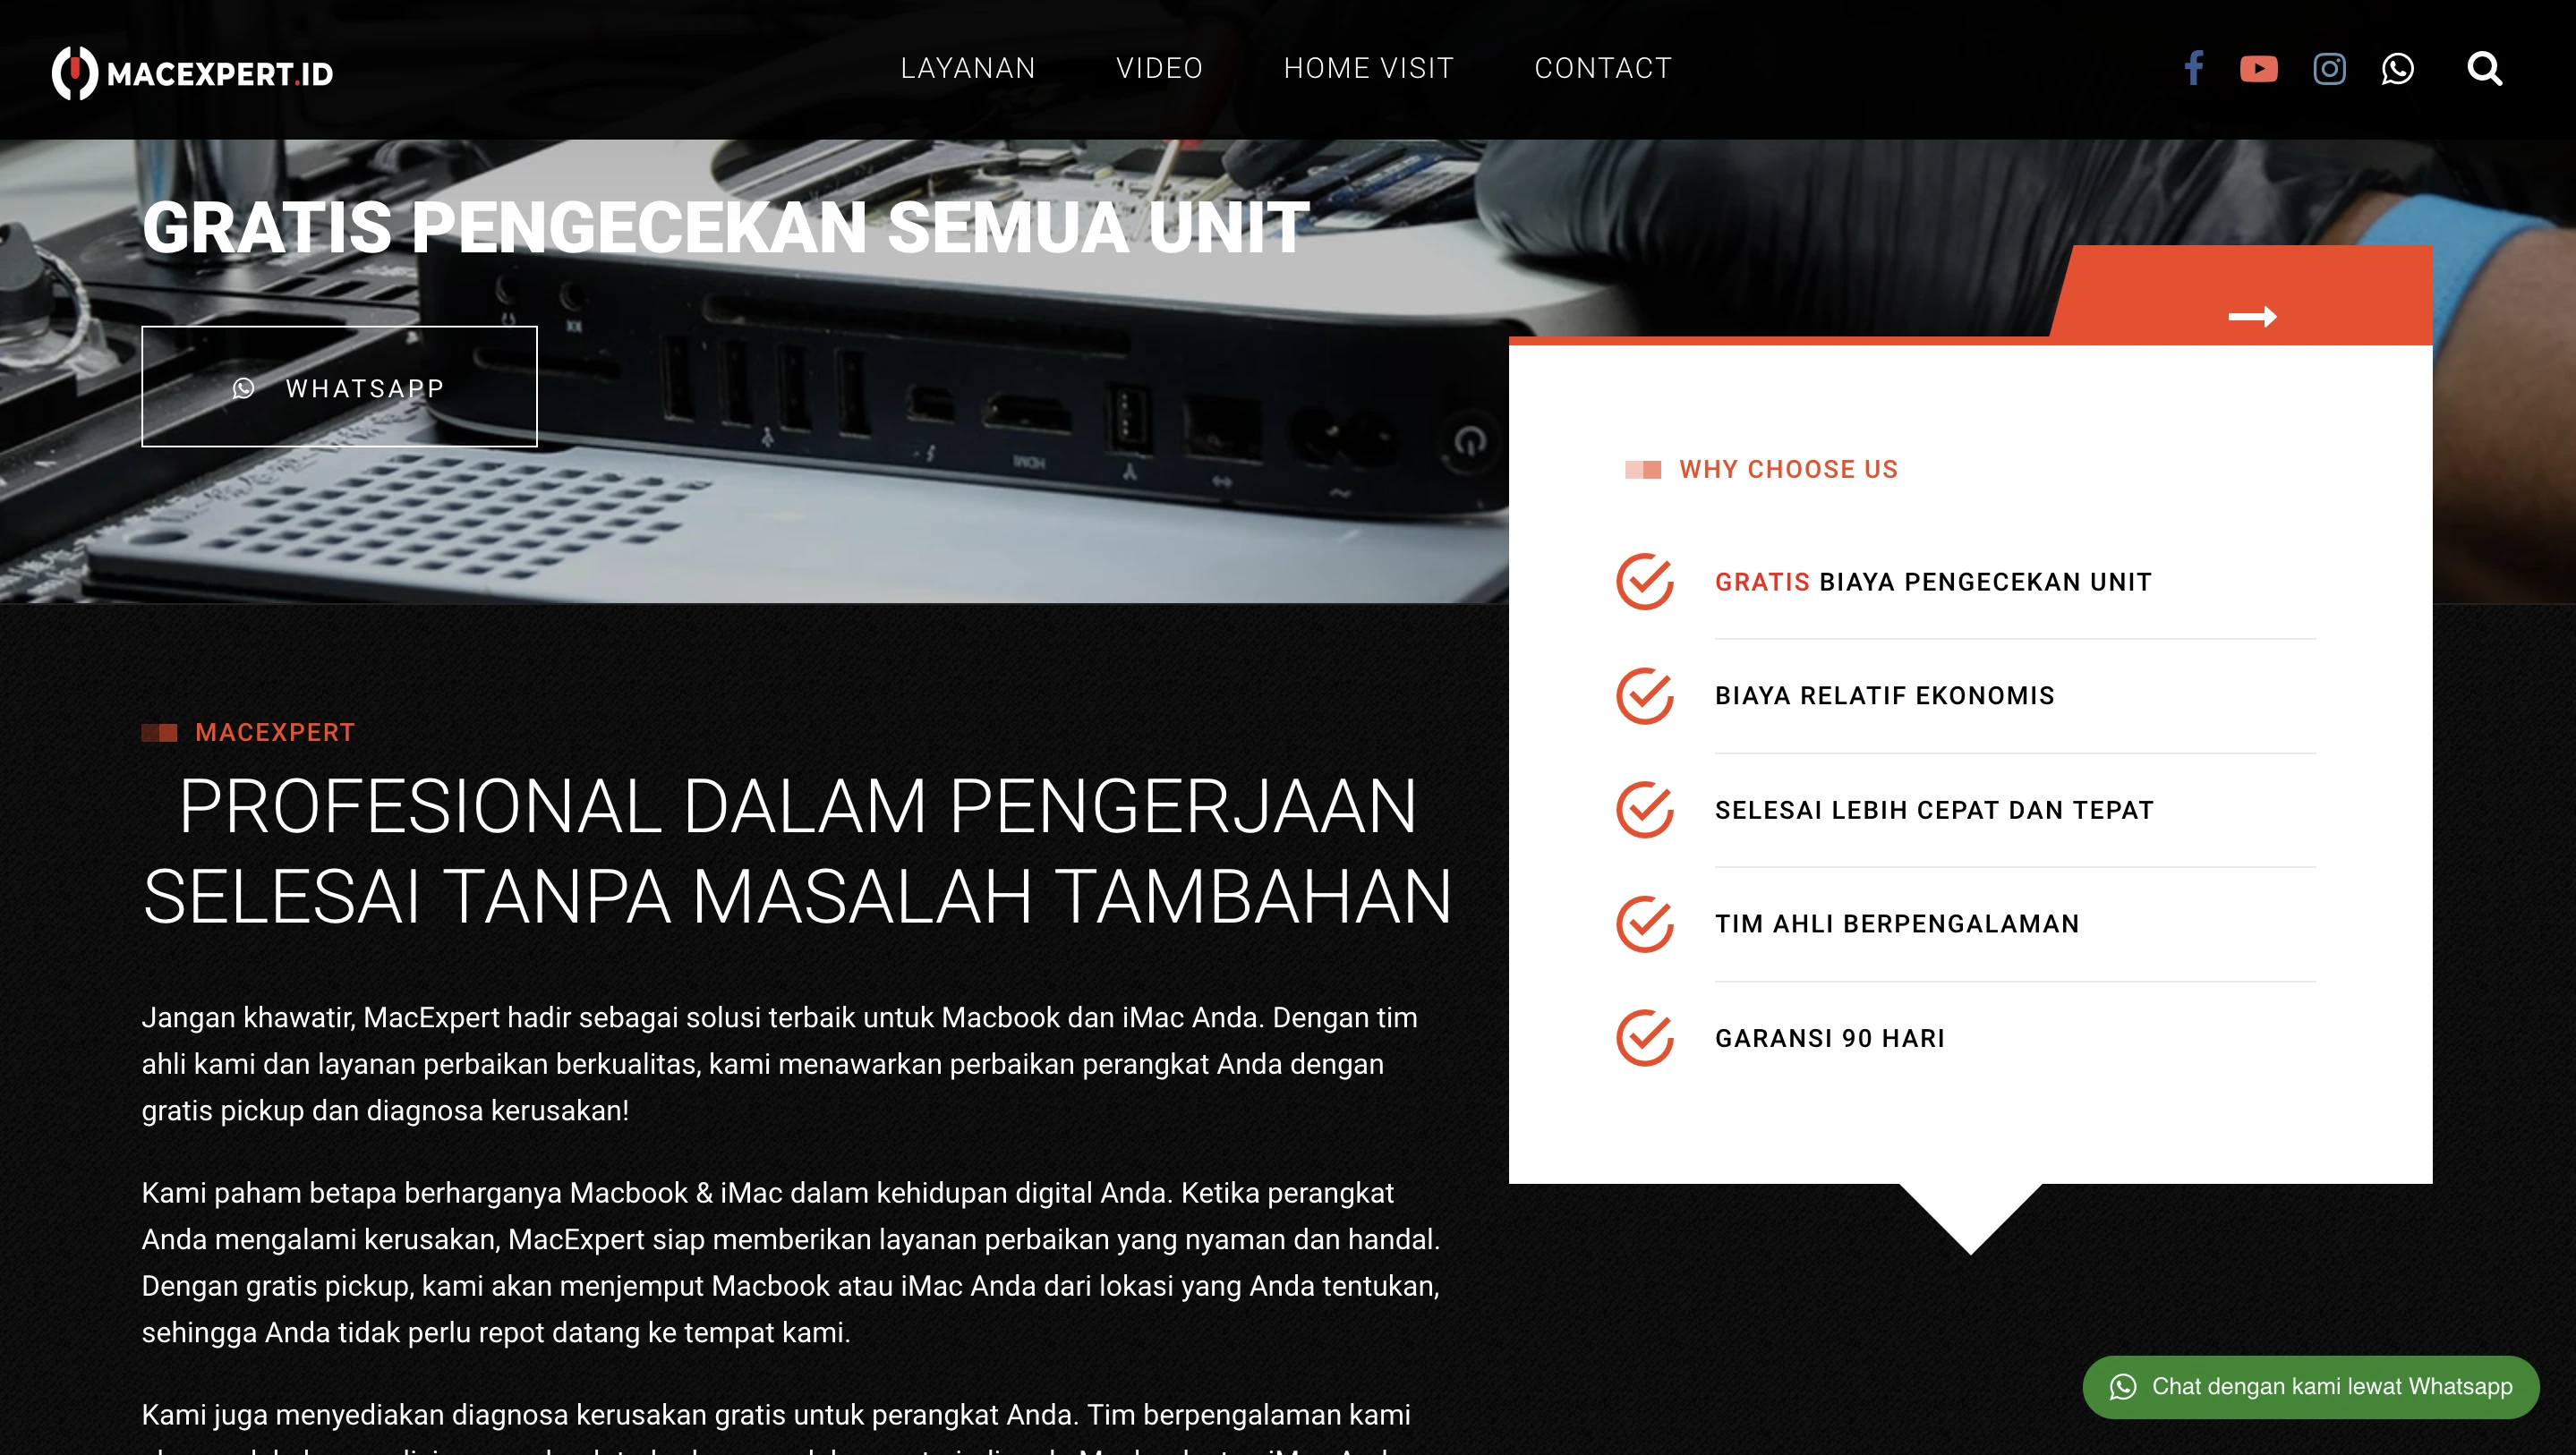 MACEXPERT.ID
LAYANAN
VIDEO
HOME VISIT
CONTACT
GRATIS PENGECEKAN SEMUA UNIT
WHATSAPP
MACEXPERT
PROFESIONAL DALAM PENGERJAAN
SELESAI TANPA MASALAH TAMBAHAN
Jangan khawatir, MacExpert hadir sebagai solusi terbaik untuk Macbook dan iMac Anda. Dengan tim
ahli kami dan layanan perbaikan berkualitas, kami menawarkan perbaikan perangkat Anda dengan
gratis pickup dan diagnosa kerusakan!
Kami paham betapa berharganya Macbook & iMac dalam kehidupan digital Anda. Ketika perangkat
Anda mengalami kerusakan, MacExpert siap memberikan layanan perbaikan yang nyaman dan handal.
Dengan gratis pickup, kami akan menjemput Macbook atau iMac Anda dari lokasi yang Anda tentukan,
sehingga Anda tidak perlu repot datang ke tempat kami.
Kami juga menyediakan diagnosa kerusakan gratis untuk perangkat Anda. Tim berpengalaman kami
WHY CHOOSE US
GRATIS BIAYA PENGECEKAN UNIT
BIAYA RELATIF EKONOMIS
SELESAI LEBIH CEPAT DAN TEPAT
TIM AHLI BERPENGALAMAN
GARANSI 90 HARI
Chat dengan kami lewat Whatsapp